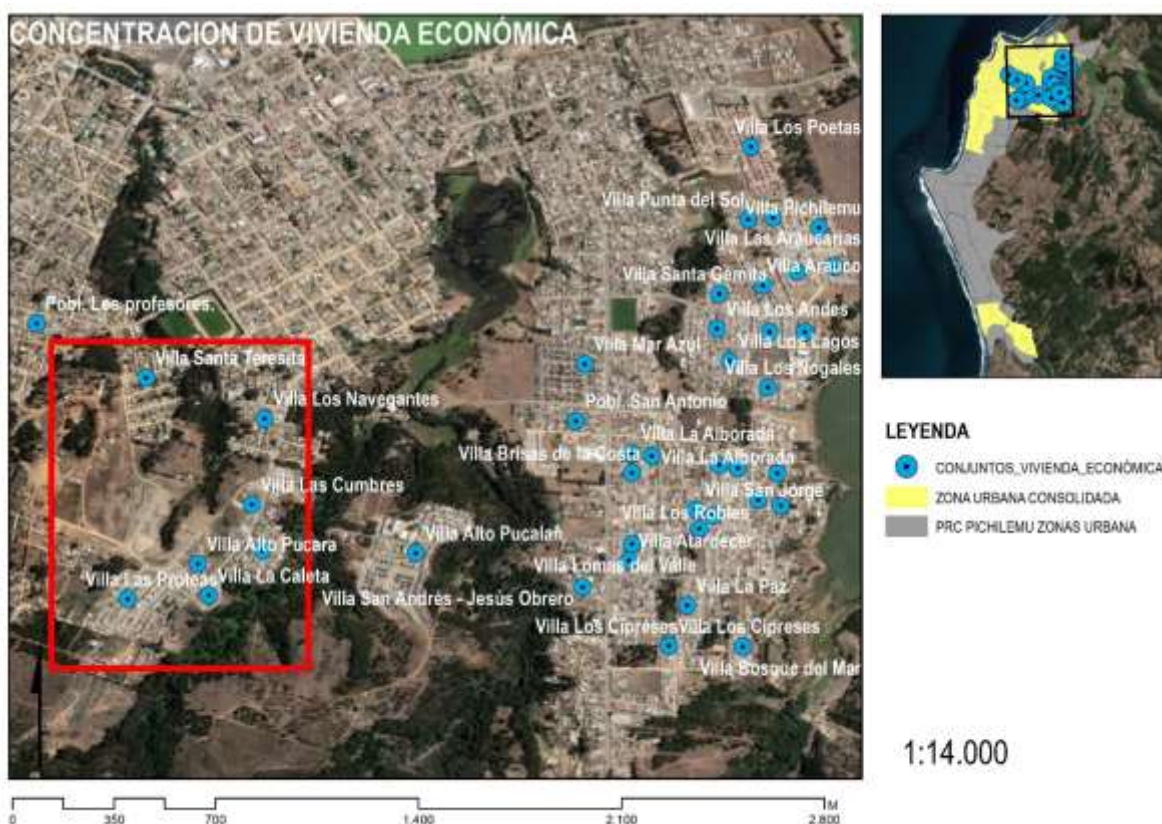 CONCENTRACION DE VIVIENDA ECONÓMICA
Villa Los Poetas
Villa Punta del Sol
Villa Pichilemu
Villa Las Araucarias
Villa Santa Gemita
Villa Arauco
Pobl. Les profesores.
Villa Los Andes
Villa Mar Azul
Villa Los Lagos
Villa Santa Teresita
Villa Los Nogales
Villa Los Navegantes
Pobl. San Antonio
Villa La Alborada
Villa Brisas de la Costa
Villa La Alborada
Villa Las Cumbres
Villa San Jorge
Villa Los Robles
Villa Alto Pucalan
Villa Atardecer
Villa Alto Pucara
Villa Lomas del Valle
Villa Las Proteas
Villa La Caleta
Villa San Andrés - Jesús Obrero
Villa La Paz
Villa Los Cipreses
Villa Los Cipreses
Villa Bosque del Mar
LEYENDA
CONJUNTOS_VIVIENDA_ECONÓMICA
ZONA URBANA CONSOLIDADA
PRC PICHILEMU ZONAS URBANA
1:14.000
M
0 350 700 1.400 2.100 2.800